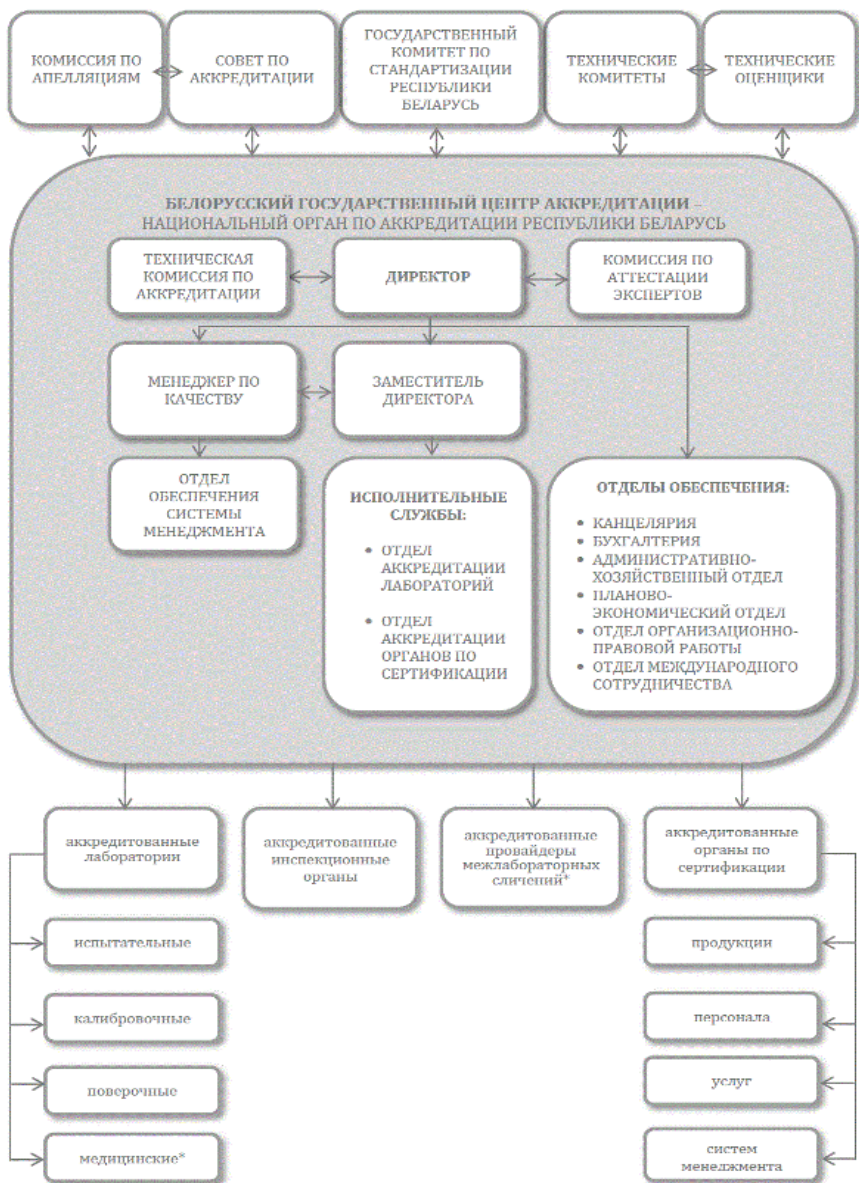 КОМИССИЯ ПО
АПЕЛЛЯЦИЯМ
СОВЕТ ПО
АККРЕДИТАЦИИ
ГОСУДАРСТВЕННЫЙ
КОМИТЕТ ПО
СТАНДАРТИЗАЦИИ
РЕСПУБЛИКИ
БЕЛАРУСЬ
ТЕХНИЧЕСКИЕ
КОМИТЕТЫ
ТЕХНИЧЕСКИЕ
ОЦЕНЩИКИ
БЕЛОРУССКИЙ ГОСУДАРСТВЕННЫЙ ЦЕНТР АККРЕДИТАЦИИ –
НАЦИОНАЛЬНЫЙ ОРГАН ПО АККРЕДИТАЦИИ РЕСПУБЛИКИ БЕЛАРУСЬ
ТЕХНИЧЕСКАЯ
КОМИССИЯ ПО
АККРЕДИТАЦИИ
ДИРЕКТОР
КОМИССИЯ ПО
АТТЕСТАЦИИ
ЭКСПЕРТОВ
МЕНЕДЖЕР ПО
КАЧЕСТВУ
ЗАМЕСТИТЕЛЬ
ДИРЕКТОРА
ОТДЕЛ
ОБЕСПЕЧЕНИЯ
СИСТЕМЫ
МЕНЕДЖМЕНТА
ИСПОЛНИТЕЛЬНЫЕ
СЛУЖБЫ:
• ОТДЕЛ
АККРЕДИТАЦИИ
ЛАБОРАТОРИЙ
• ОТДЕЛ
АККРЕДИТАЦИИ
ОРГАНОВ ПО
СЕРТИФИКАЦИИ
ОТДЕЛЫ ОБЕСПЕЧЕНИЯ:
• КАНЦЕЛЯРИЯ
• БУХГАЛТЕРИЯ
• АДМИНИСТРАТИВНО-
ХОЗЯЙСТВЕННЫЙ ОТДЕЛ
• ПЛАНОВО-
ЭКОНОМИЧЕСКИЙ ОТДЕЛ
• ОТДЕЛ ОРГАНИЗАЦИОННО-
ПРАВОВОЙ РАБОТЫ
• ОТДЕЛ МЕЖДУНАРОДНОГО
СОТРУДНИЧЕСТВА
аккредитованные
лаборатории
аккредитованные
инспекционные
органы
аккредитованные
провайдеры
межлабораторных
сличений*
аккредитованные
органы по
сертификации
испытательные
калибровочные
поверочные
медицинские*
продукции
персонала
услуг
систем
менеджмента